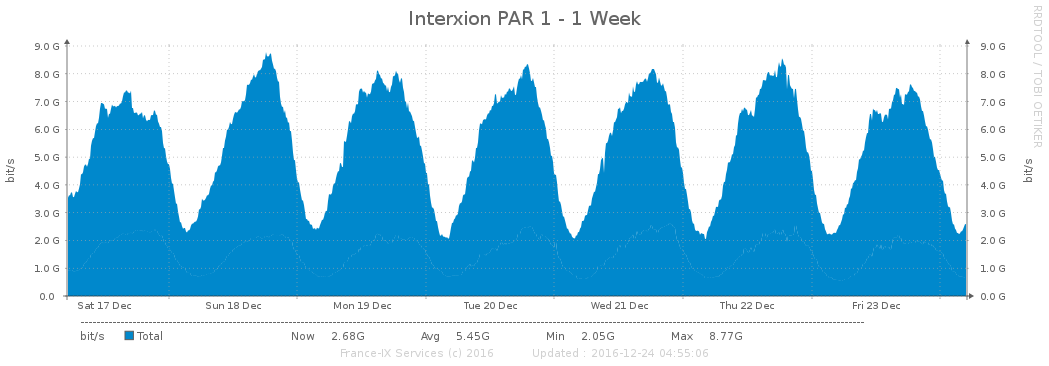 Interxion PAR 1 - 1 Week
RRDTOOL / TOBI OETIKER
bit/s
9.0 G 9.0 G
8.0 G 8.0 G
7.0 G 7.0 G
6.0 G 6.0 G
5.0 G 5.0 G
4.0 G 4.0 G
3.0 G 3.0 G
2.0 G 2.0 G
1.0 G 1.0 G
0.0 0.0 G
bit/s
Sat 17 Dec Sun 18 Dec Mon 19 Dec Tue 20 Dec Wed 21 Dec Thu 22 Dec Fri 23 Dec
bit/s Total Now 2.68G Avg 5.45G Min 2.05G Max 8.77G
France-IX Services (c) 2016 Updated : 2016-12-24 04:55:06